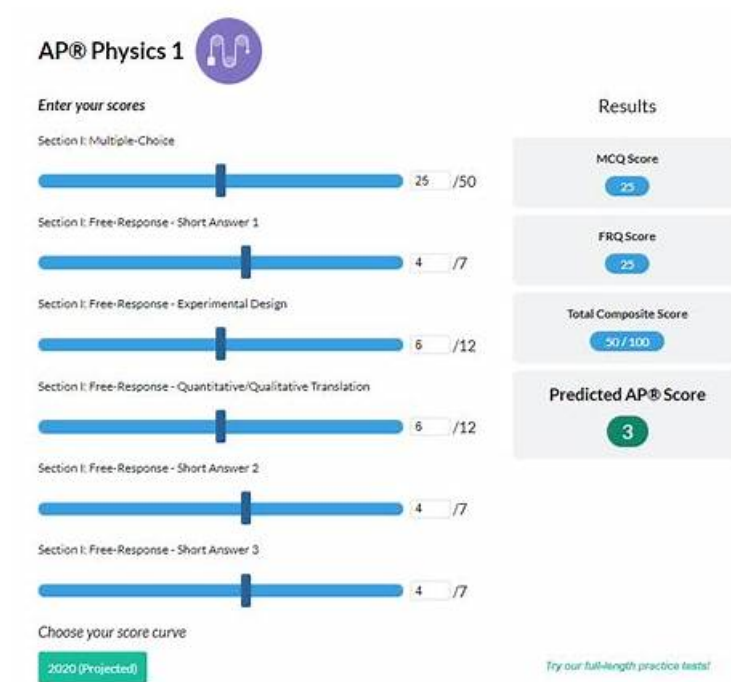 AP® Physics 1
Enter your scores
Section I: Multiple-Choice
25 /50
Section I: Free-Response - Short Answer 1
4 /7
Section I: Free-Response - Experimental Design
6 /12
Section I: Free-Response - Quantitative/Qualitative Translation
6 /12
Section I: Free-Response - Short Answer 2
4 /7
Section I: Free-Response - Short Answer 3
4 /7
Choose your score curve
2020 (Projected)
Results
MCQ Score
25
FRQ Score
25
Total Composite Score
50 / 100
Predicted AP® Score
3
Try our full-length practice tests!